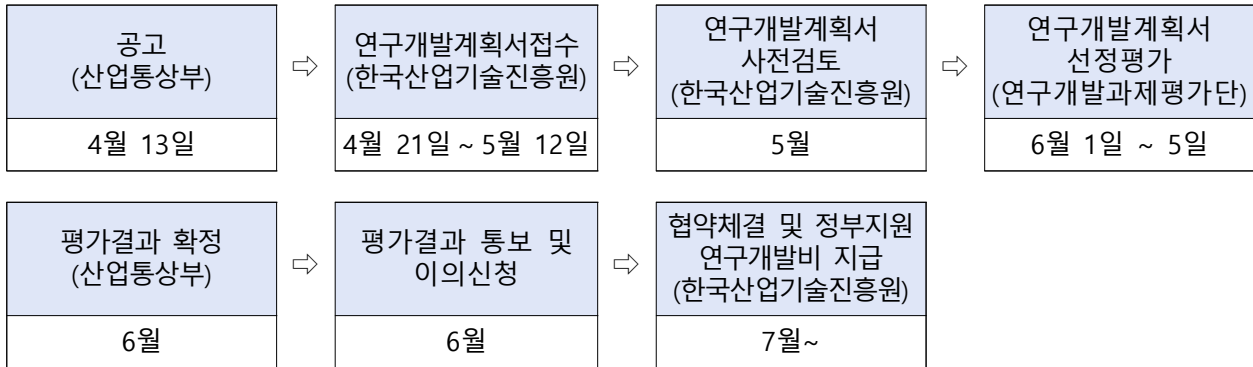 공고
(산업통상부)
4월 13일
⇨
연구개발계획서접수
(한국산업기술진흥원)
4월 21일 ~ 5월 12일
⇨
연구개발계획서
사전검토
(한국산업기술진흥원)
5월
⇨
연구개발계획서
선정평가
(연구개발과제평가단)
6월 1일 ~ 5일
평가결과 확정
(산업통상부)
6월
⇨
평가결과 통보 및
이의신청
6월
⇨
협약체결 및 정부지원
연구개발비 지급
(한국산업기술진흥원)
7월~